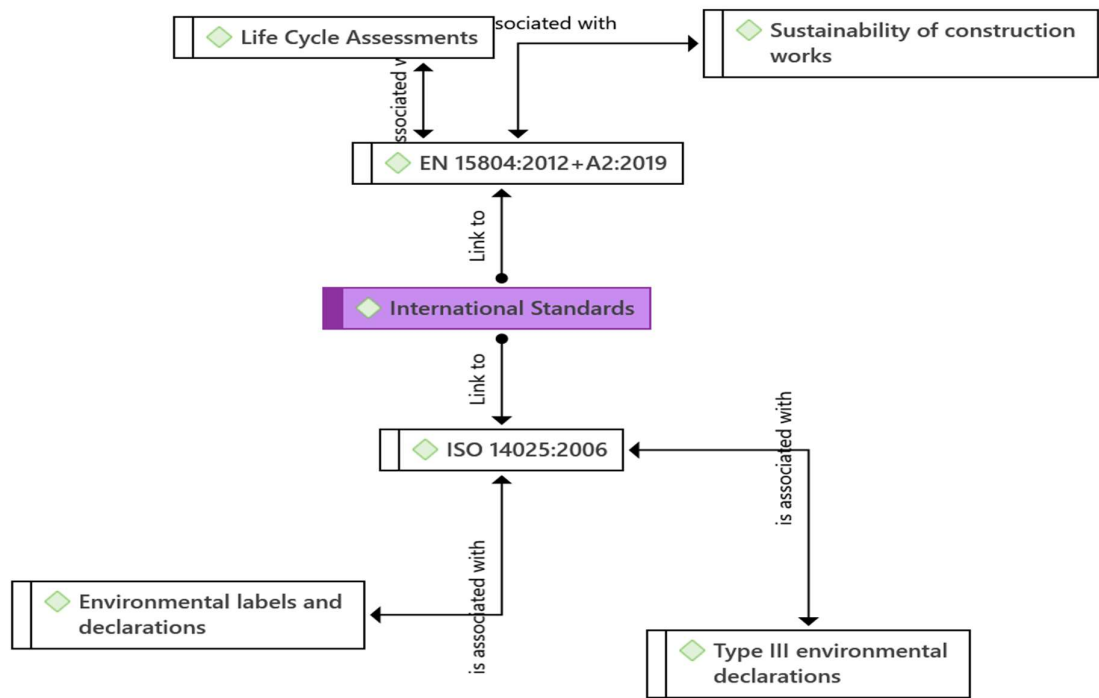 Life Cycle Assessments
sociated with
Sustainability of construction
works
ssociated w
EN 15804:2012+A2:2019
Link to
International Standards
Link to
ISO 14025:2006
is associated with
is associated with
Environmental labels and
declarations
Type III environmental
declarations